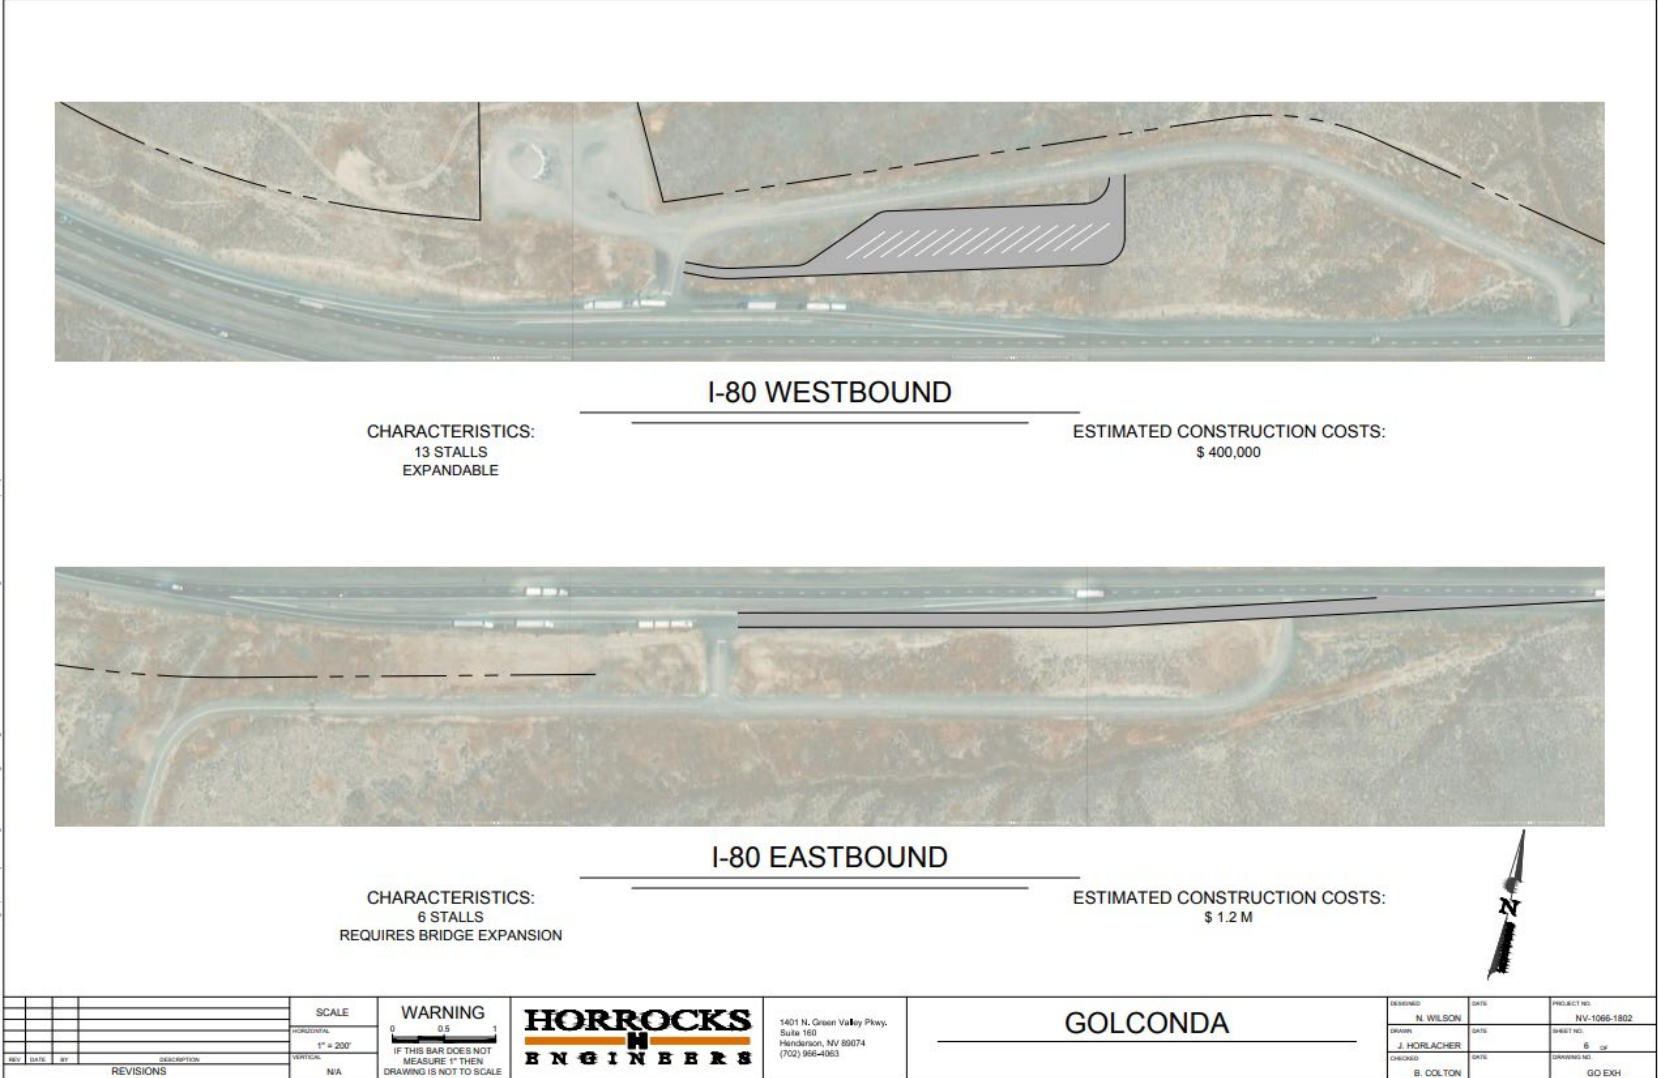 I-80 WESTBOUND
CHARACTERISTICS:
13 STALLS
EXPANDABLE
ESTIMATED CONSTRUCTION COSTS:
$ 400,000
I-80 EASTBOUND
CHARACTERISTICS:
6 STALLS
REQUIRES BRIDGE EXPANSION
ESTIMATED CONSTRUCTION COSTS:
$ 1.2 M
N
REV DATE BY DESCRIPTION
REVISIONS
SCALE
HORIZONTAL
1" = 200'
VERTICAL
N/A
WARNING
0 0.5 1
IF THIS BAR DOES NOT
MEASURE 1" THEN
DRAWING IS NOT TO SCALE
HORROCKS
H
ENGINEERS
1401 N. Green Valley Pkwy.
Suite 160
Henderson, NV 89074
(702) 966-4063
GOLCONDA
DESIGNED
N. WILSON
DATE
PROJECT NO.
NV-1066-1802
DRAWN
J. HORLACHER
DATE
SHEET NO.
6 OF
CHECKED
B. COLTON
DATE
DRAWING NO.
GO EXH